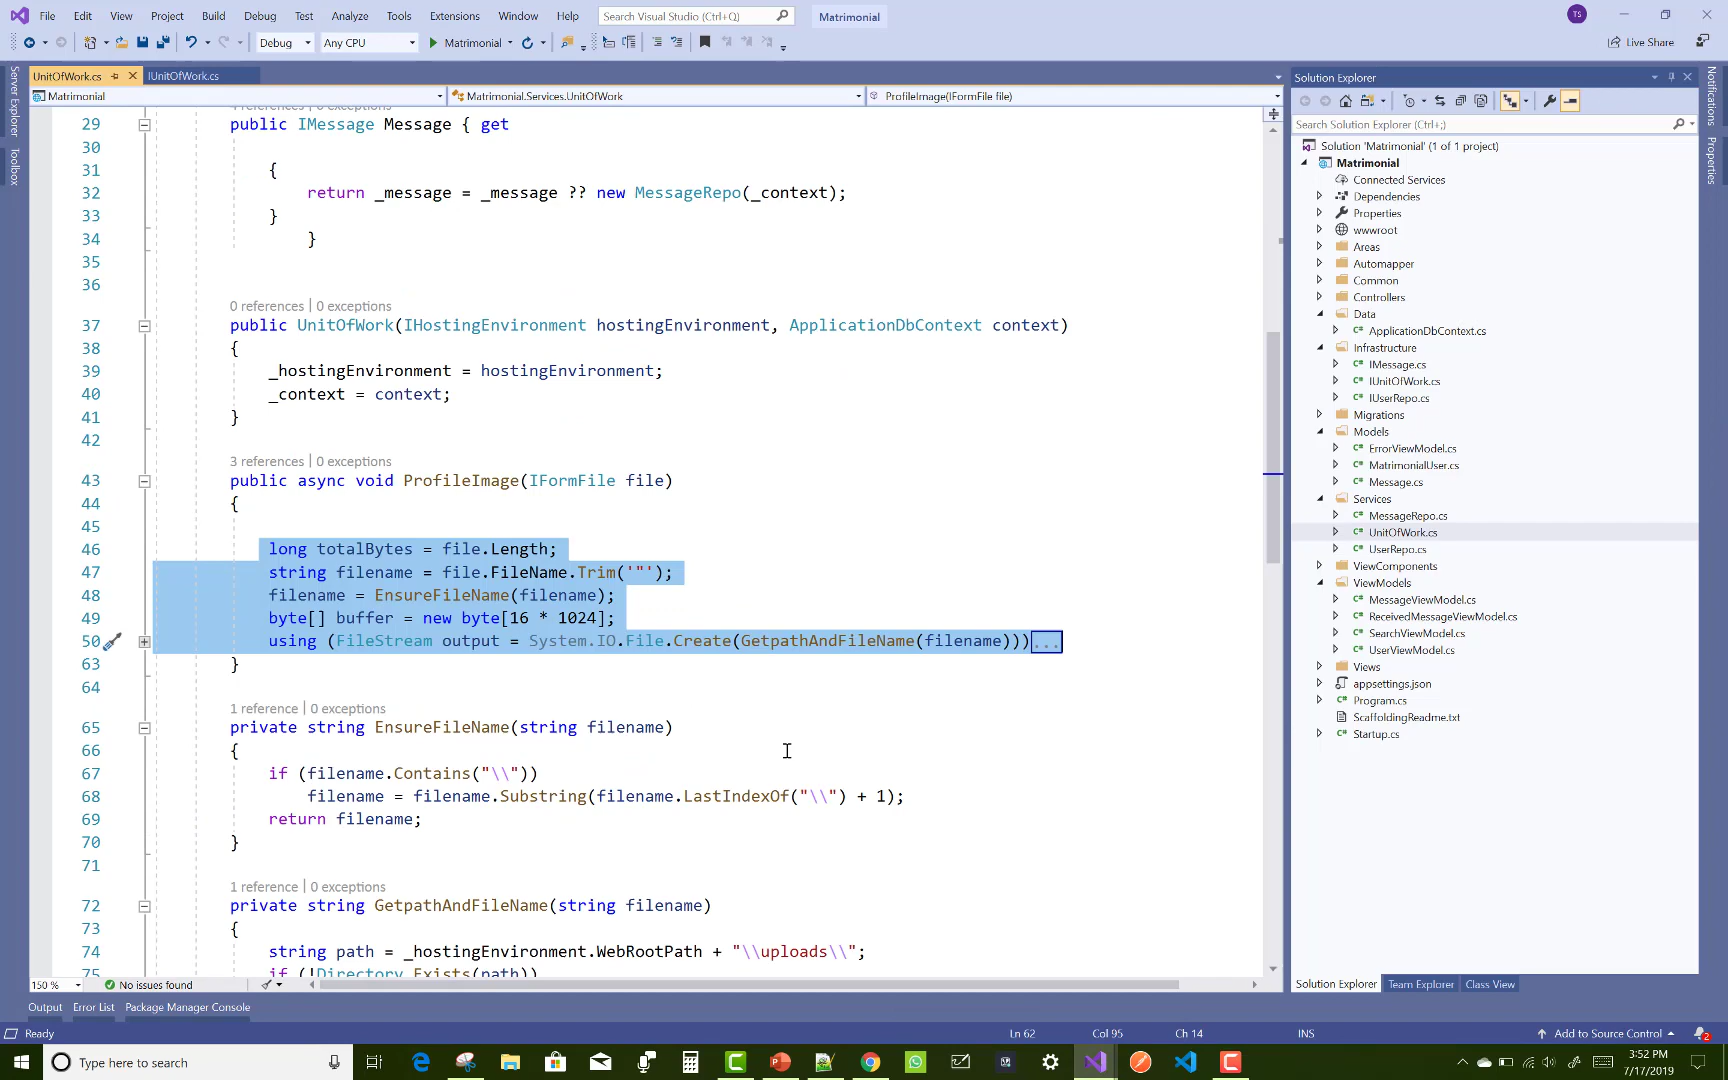 File Edit View Project Build Debug Test Analyze Tools Extensions Window Help Search Visual Studio (Ctrl+Q) Matrimonial TS
Debug Any CPU Matrimonial Live Share
UnitOfWork.cs IUnitOfWork.cs
Matrimonial Matrimonial.Services.UnitOfWork ProfileImage(IFormFile file)
Server Explorer
Toolbox
29 public IMessage Message { get
30
31 {
32 return _message = _message ?? new MessageRepo(_context);
33 }
34 }
35
36
0 references | 0 exceptions
37 public UnitOfWork(IHostingEnvironment hostingEnvironment, ApplicationDbContext context)
38 {
39 _hostingEnvironment = hostingEnvironment;
40 _context = context;
41 }
42
3 references | 0 exceptions
43 public async void ProfileImage(IFormFile file)
44 {
45
46 long totalBytes = file.Length;
47 string filename = file.FileName.Trim('"');
48 filename = EnsureFileName(filename);
49 byte[] buffer = new byte[16 * 1024];
50 using (FileStream output = System.IO.File.Create(GetpathAndFileName(filename)))...
63 }
64
1 reference | 0 exceptions
65 private string EnsureFileName(string filename)
66 {
67 if (filename.Contains("\\"))
68 filename = filename.Substring(filename.LastIndexOf("\\") + 1);
69 return filename;
70 }
71
1 reference | 0 exceptions
72 private string GetpathAndFileName(string filename)
73 {
74 string path = _hostingEnvironment.WebRootPath + "\\uploads\\";
75 if (!Directory.Exists(path))
150 % No issues found
Output Error List Package Manager Console
Solution Explorer
Search Solution Explorer (Ctrl+;)
Solution 'Matrimonial' (1 of 1 project)
Matrimonial
Connected Services
Dependencies
Properties
wwwroot
Areas
Automapper
Common
Controllers
Data
ApplicationDbContext.cs
Infrastructure
IMessage.cs
IUnitOfWork.cs
IUserRepo.cs
Migrations
Models
ErrorViewModel.cs
MatrimonialUser.cs
Message.cs
Services
MessageRepo.cs
UnitOfWork.cs
UserRepo.cs
ViewComponents
ViewModels
MessageViewModel.cs
ReceivedMessageViewModel.cs
SearchViewModel.cs
UserViewModel.cs
Views
appsettings.json
Program.cs
ScaffoldingReadme.txt
Startup.cs
Solution Explorer Team Explorer Class View
Notifications
Properties
Ready Ln 62 Col 95 Ch 14 INS Add to Source Control 2
Type here to search
3:52 PM
7/17/2019